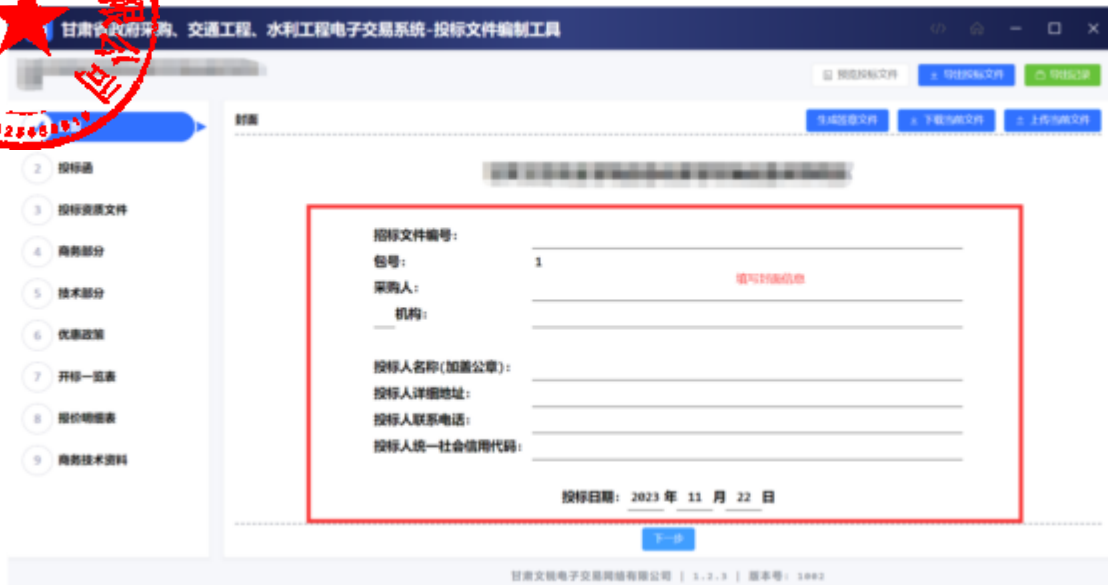 甘肃省政府采购、交通工程、水利工程电子交易系统-投标文件编制工具
预览投标文件
导出投标文件
导出记录
封面
生成签章文件
下载当前文件
上传当前文件
2 投标函
3 投标资质文件
4 商务部分
5 技术部分
6 优惠政策
7 开标一览表
8 报价明细表
9 商务技术资料
招标文件编号：
包号： 1
填写封面信息
采购人：
机构：
投标人名称(加盖公章)：
投标人详细地址：
投标人联系电话：
投标人统一社会信用代码：
投标日期： 2023 年 11 月 22 日
下一步
甘肃文锐电子交易网络有限公司 | 1.2.3 | 版本号: 1002